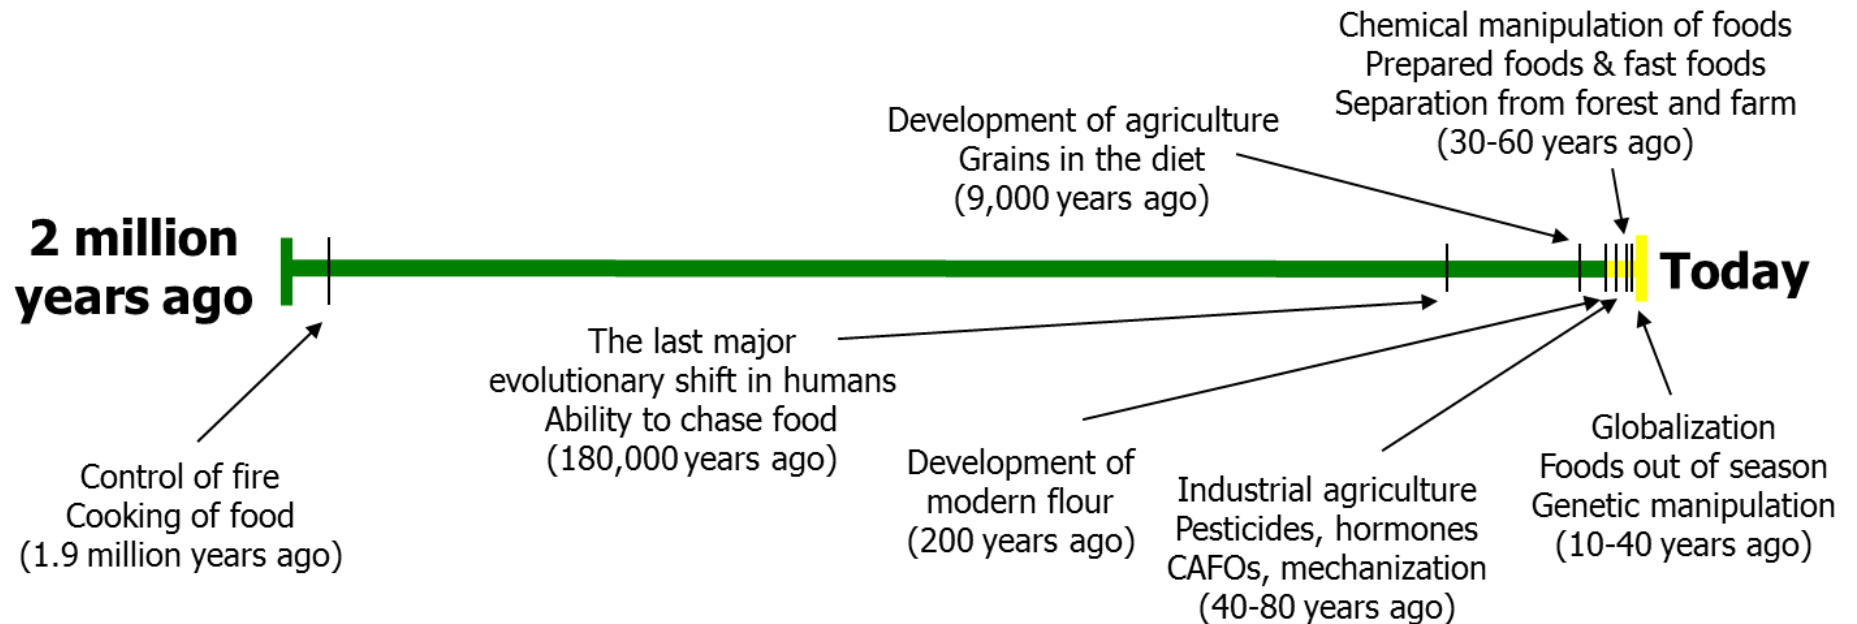 Chemical manipulation of foods
Prepared foods & fast foods
Separation from forest and farm
(30-60 years ago)
Development of agriculture
Grains in the diet
(9,000 years ago)
2 million
years ago
Today
The last major
evolutionary shift in humans
Ability to chase food
(180,000 years ago)
Control of fire
Cooking of food
(1.9 million years ago)
Development of
modern flour
(200 years ago)
Industrial agriculture
Pesticides, hormones
CAFOs, mechanization
(40-80 years ago)
Globalization
Foods out of season
Genetic manipulation
(10-40 years ago)